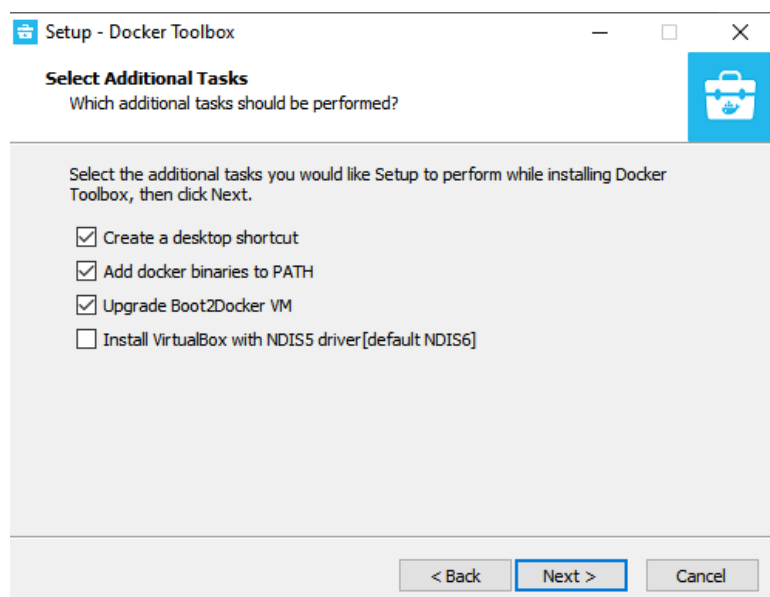 Setup - Docker Toolbox
Select Additional Tasks
Which additional tasks should be performed?
Select the additional tasks you would like Setup to perform while installing Docker
Toolbox, then click Next.
Create a desktop shortcut
Add docker binaries to PATH
Upgrade Boot2Docker VM
Install VirtualBox with NDIS5 driver[default NDIS6]
< Back Next > Cancel